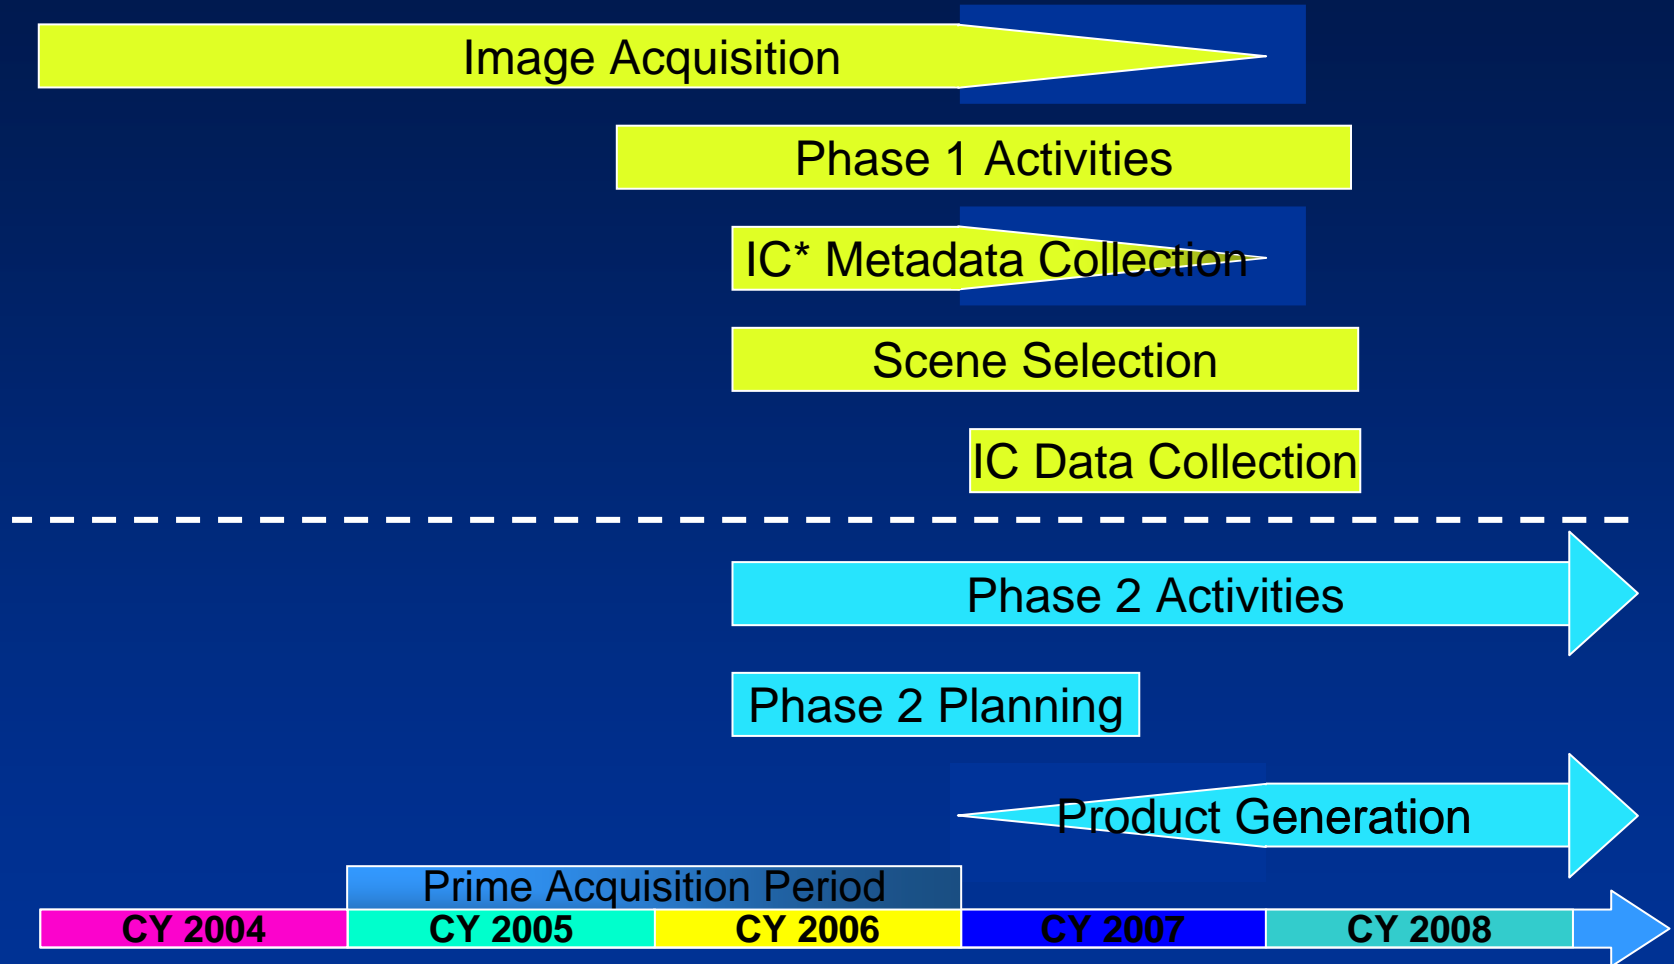 Image Acquisition
Phase 1 Activities
IC* Metadata Collection
Scene Selection
IC Data Collection
Phase 2 Activities
Phase 2 Planning
Product Generation
Prime Acquisition Period
CY 2004 CY 2005 CY 2006 CY 2007 CY 2008